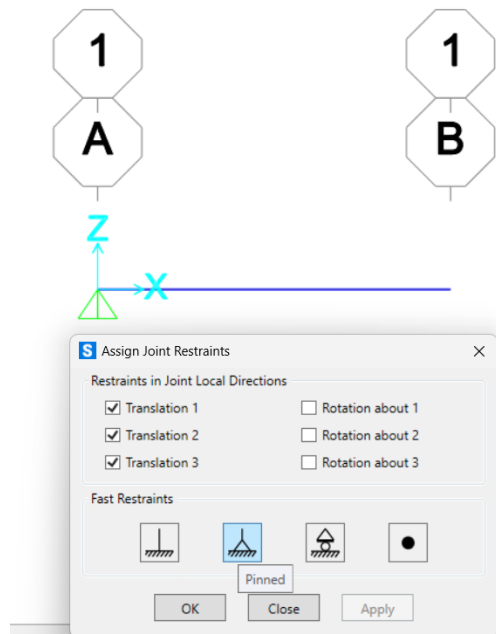 1 1
A B
Z
X
S Assign Joint Restraints
Restraints in Joint Local Directions
Translation 1 Rotation about 1
Translation 2 Rotation about 2
Translation 3 Rotation about 3
Fast Restraints
Pinned
OK Close Apply